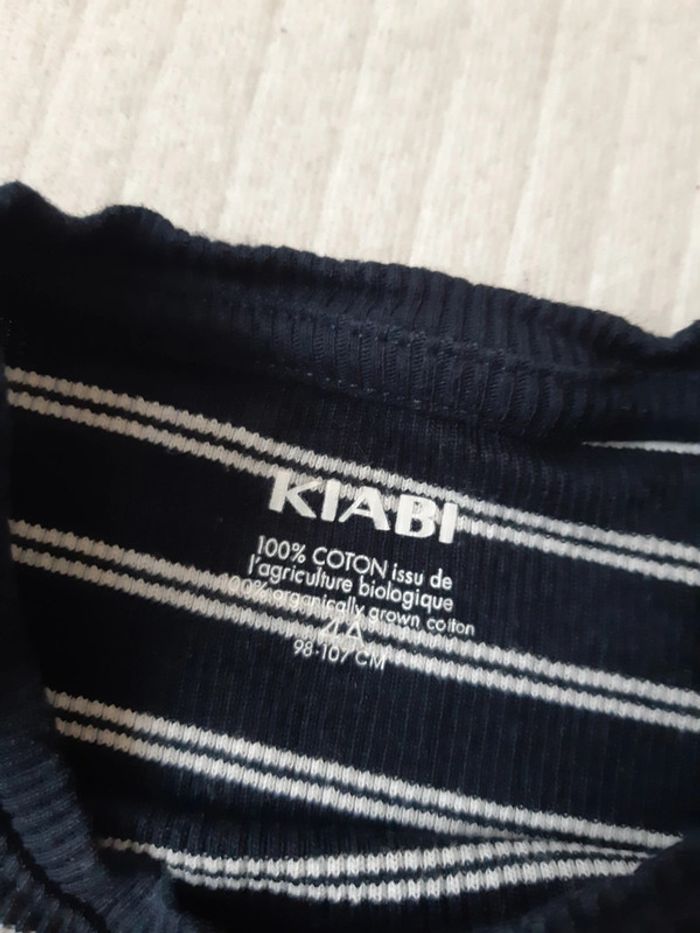 KIABI
100% COTON issu de
l'agriculture biologique
100% organically grown cotton
4A
98-107 CM